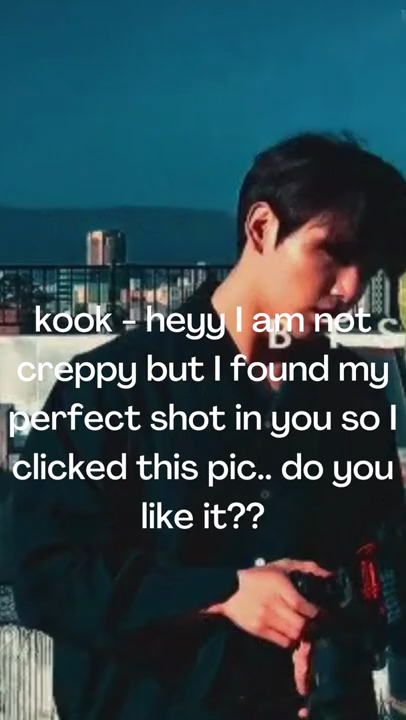 kook - heyy I am not
B T S
creppy but I found my
perfect shot in you so I
clicked this pic.. do you
like it??